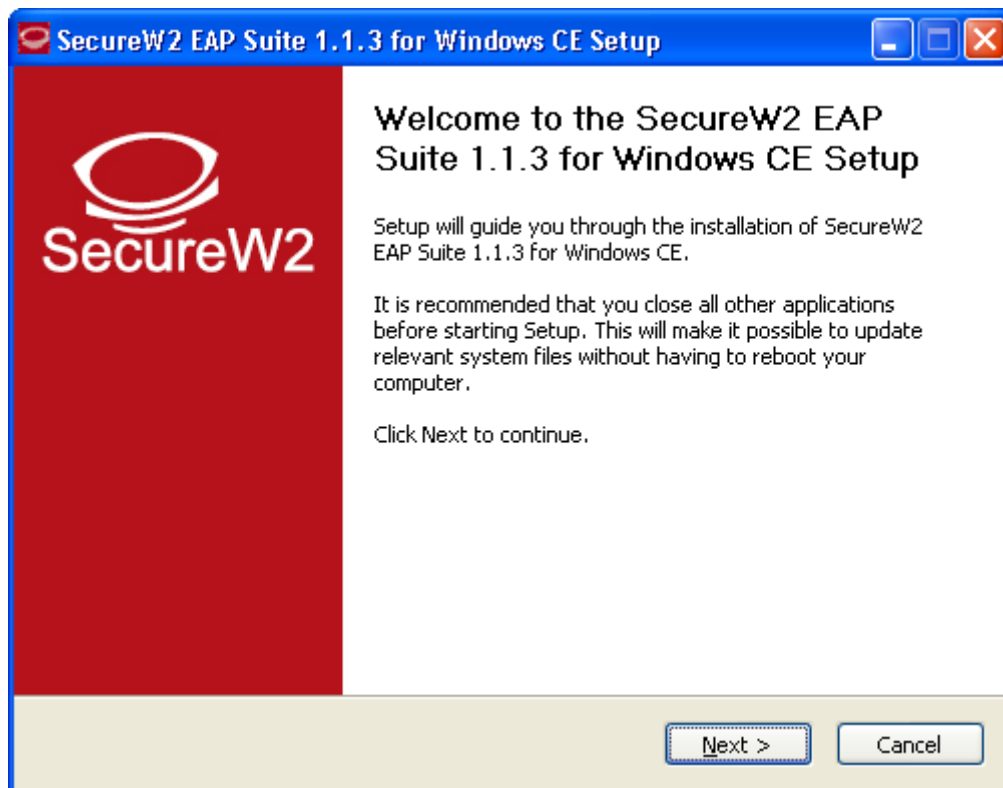 SecureW2 EAP Suite 1.1.3 for Windows CE Setup
SecureW2
Welcome to the SecureW2 EAP
Suite 1.1.3 for Windows CE Setup
Setup will guide you through the installation of SecureW2
EAP Suite 1.1.3 for Windows CE.
It is recommended that you close all other applications
before starting Setup. This will make it possible to update
relevant system files without having to reboot your
computer.
Click Next to continue.
Next >
Cancel